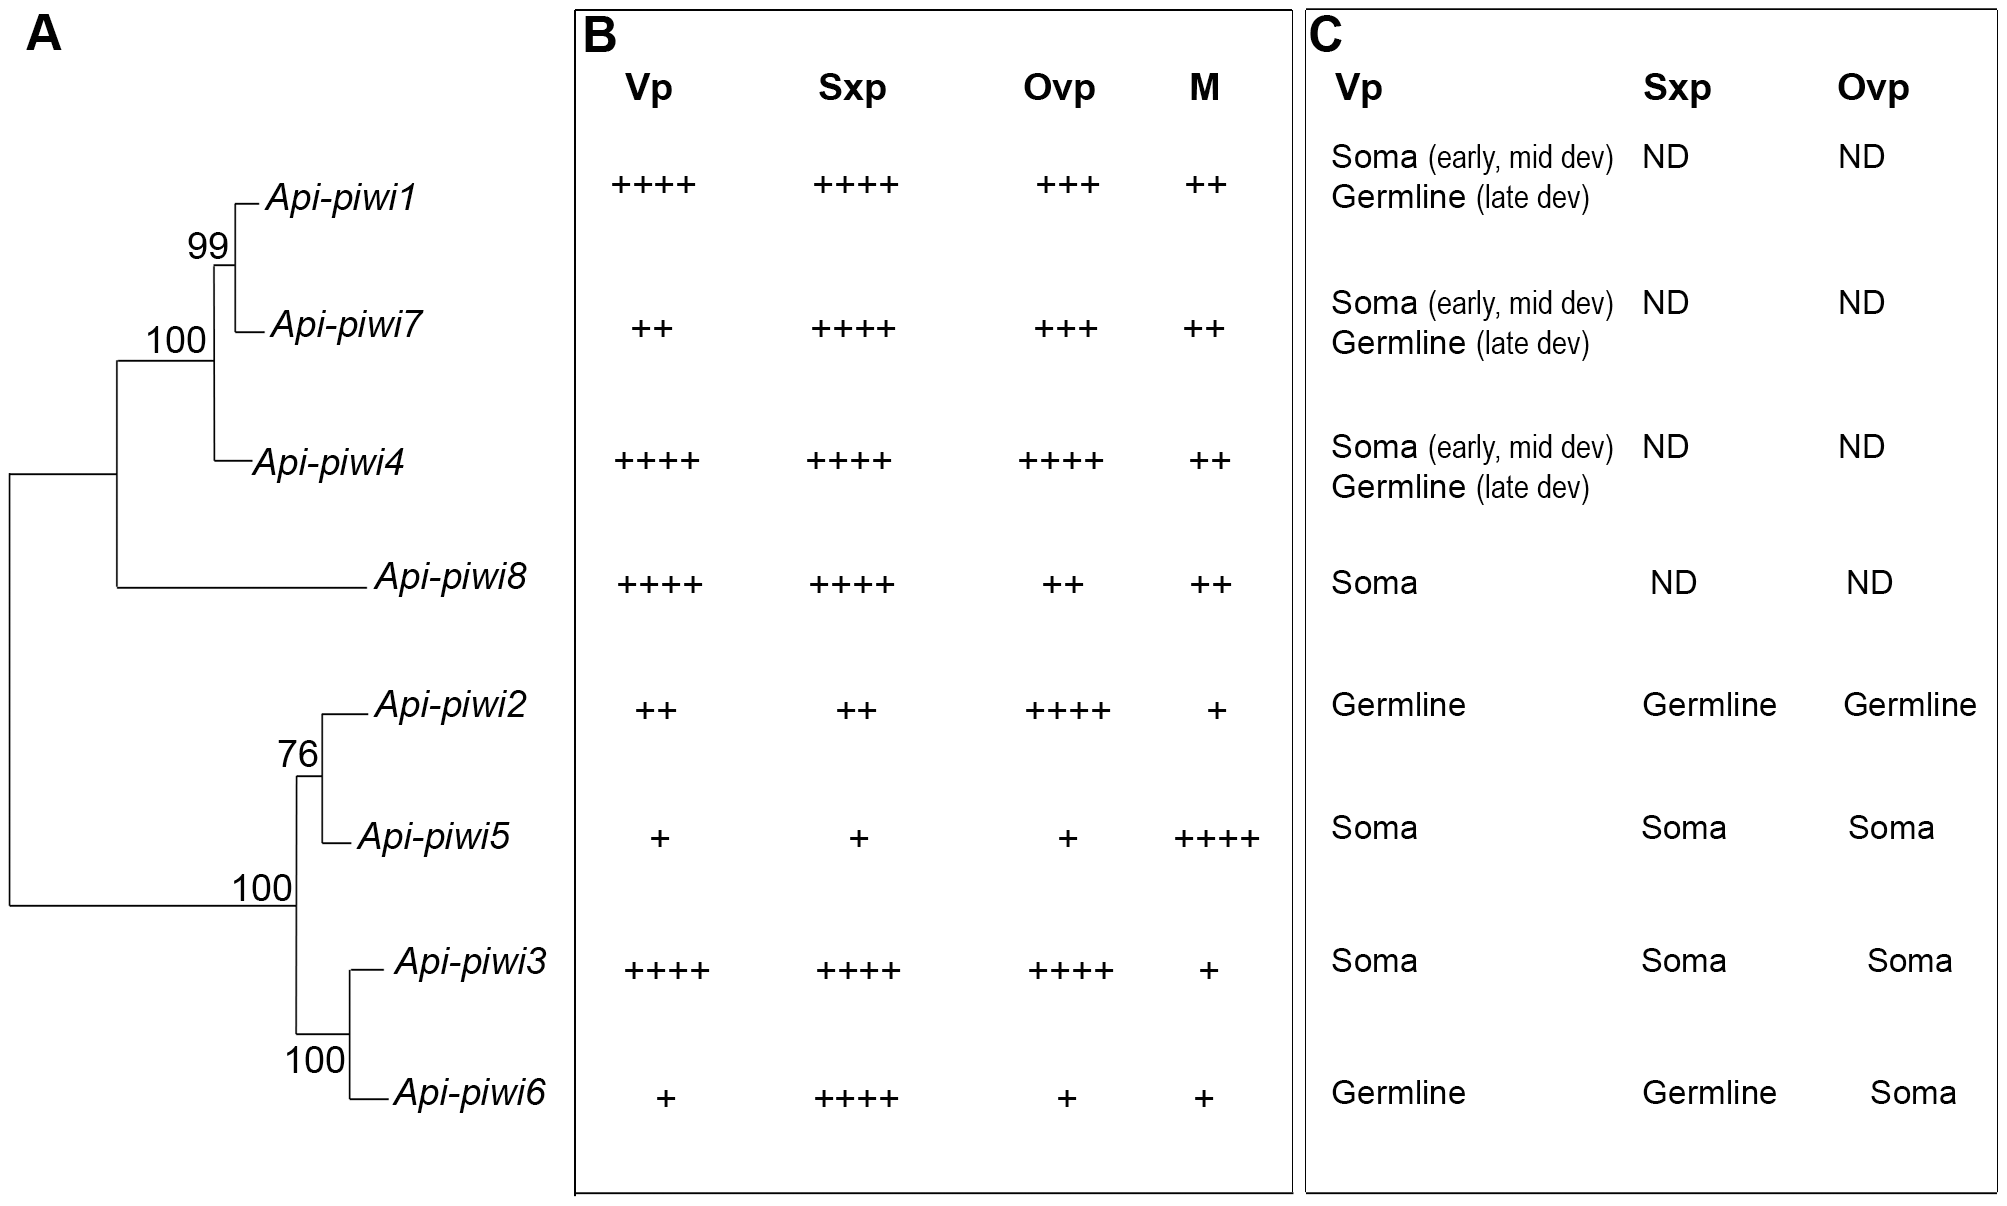 A
B
C
Vp Sxp Ovp M
Vp Sxp Ovp
Api-piwi1
++++ ++++ +++ ++
Soma (early, mid dev) ND ND
Germline (late dev)
99
Api-piwi7
++ ++++ +++ ++
Soma (early, mid dev) ND ND
Germline (late dev)
100
Api-piwi4
++++ ++++ ++++ ++
Soma (early, mid dev) ND ND
Germline (late dev)
Api-piwi8
++++ ++++ ++ ++
Soma ND ND
Api-piwi2
++ ++ ++++ +
Germline Germline Germline
76
Api-piwi5
+ + + ++++
Soma Soma Soma
100
Api-piwi3
++++ ++++ ++++ +
Soma Soma Soma
100
Api-piwi6
+ ++++ + +
Germline Germline Soma